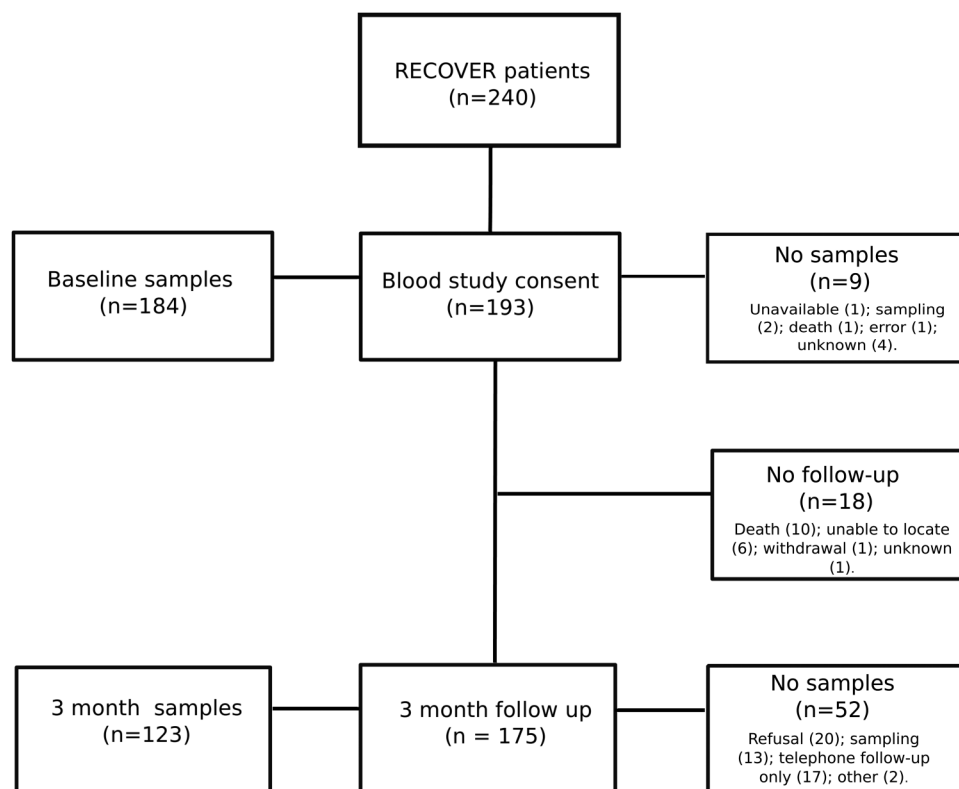 RECOVER patients
(n=240)
Baseline samples
(n=184)
Blood study consent
(n=193)
No samples
(n=9)
Unavailable (1); sampling
(2); death (1); error (1);
unknown (4).
No follow-up
(n=18)
Death (10); unable to locate
(6); withdrawal (1); unknown
(1).
3 month  samples
(n=123)
3 month follow up
(n = 175)
No samples
(n=52)
Refusal (20); sampling
(13); telephone follow-up
only (17); other (2).